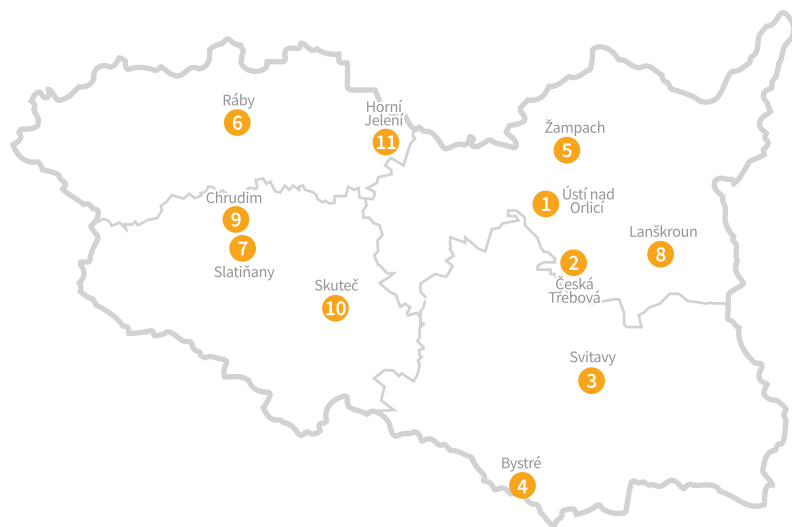 Ráby
6
Horní
Jelení
11
Žampach
5
1
Ústí nad
Orlicí
Chrudim
9
7
Slatiňany
Lanškroun
8
2
Česká
Třebová
Skuteč
10
Svitavy
3
Bystré
4